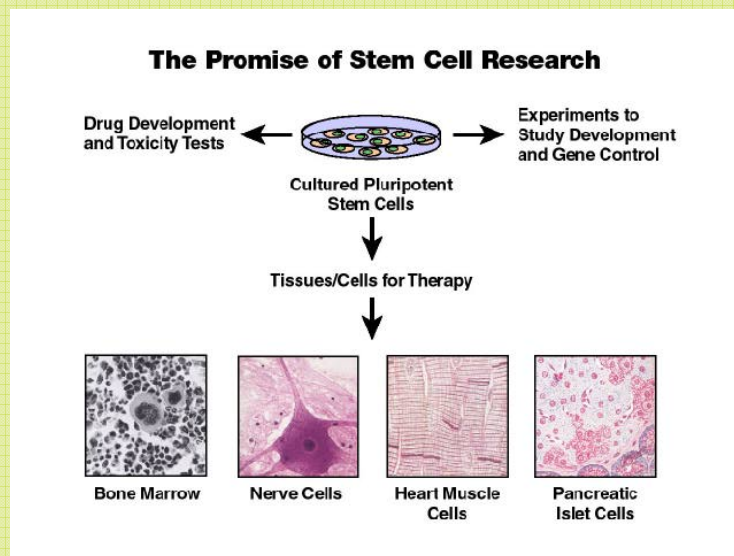 The Promise of Stem Cell Research
Drug Development
and Toxicity Tests
Experiments to
Study Development
and Gene Control
Cultured Pluripotent
Stem Cells
Tissues/Cells for Therapy
Bone Marrow
Nerve Cells
Heart Muscle
Cells
Pancreatic
Islet Cells